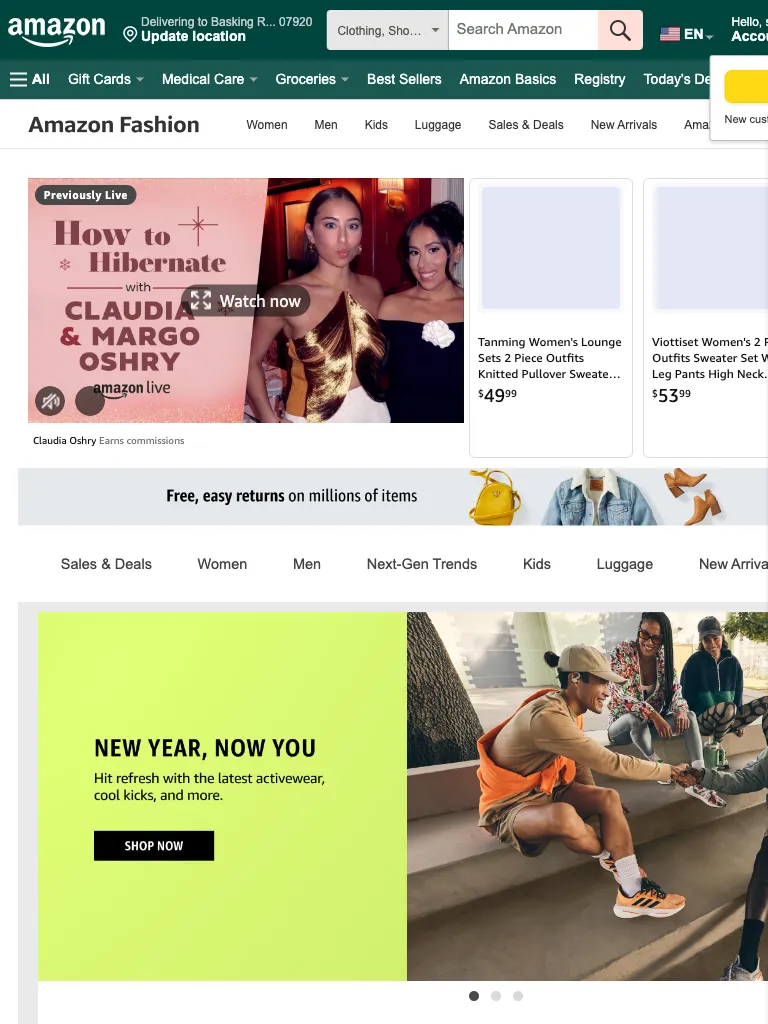 amazon
Delivering to Basking R... 07920
Update location
Clothing, Sho...
Search Amazon
EN
Hello, s
Accou
All
Gift Cards
Medical Care
Groceries
Best Sellers
Amazon Basics
Registry
Today's De
New cust
Amazon Fashion
Women
Men
Kids
Luggage
Sales & Deals
New Arrivals
Ama
Previously Live
How to
Hibernate
with
CLAUDIA
& MARGO
OSHRY
amazon live
Watch now
Claudia Oshry Earns commissions
Tanming Women's Lounge
Sets 2 Piece Outfits
Knitted Pullover Sweate...
$49.99
Viottiset Women's 2 P
Outfits Sweater Set W
Leg Pants High Neck.
$53.99
Free, easy returns on millions of items
Sales & Deals
Women
Men
Next-Gen Trends
Kids
Luggage
New Arriva
NEW YEAR, NOW YOU
Hit refresh with the latest activewear,
cool kicks, and more.
SHOP NOW